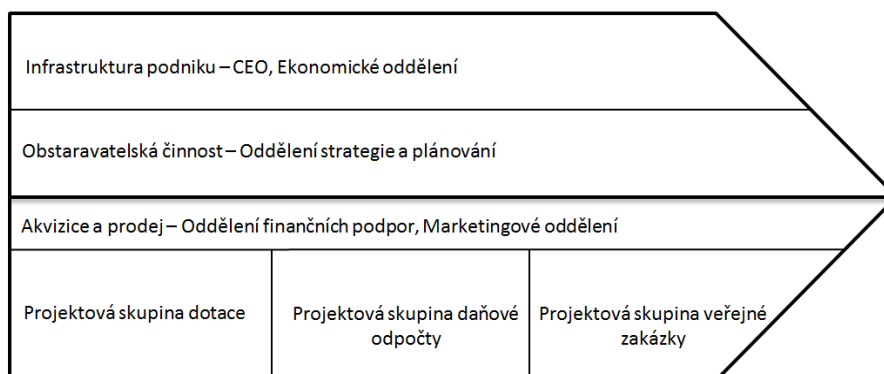 Infrastruktura podniku – CEO, Ekonomické oddělení
Obstaravatelská činnost – Oddělení strategie a plánování
Akvizice a prodej – Oddělení finančních podpor, Marketingové oddělení
Projektová skupina dotace
Projektová skupina daňové
odpočty
Projektová skupina veřejné
zakázky